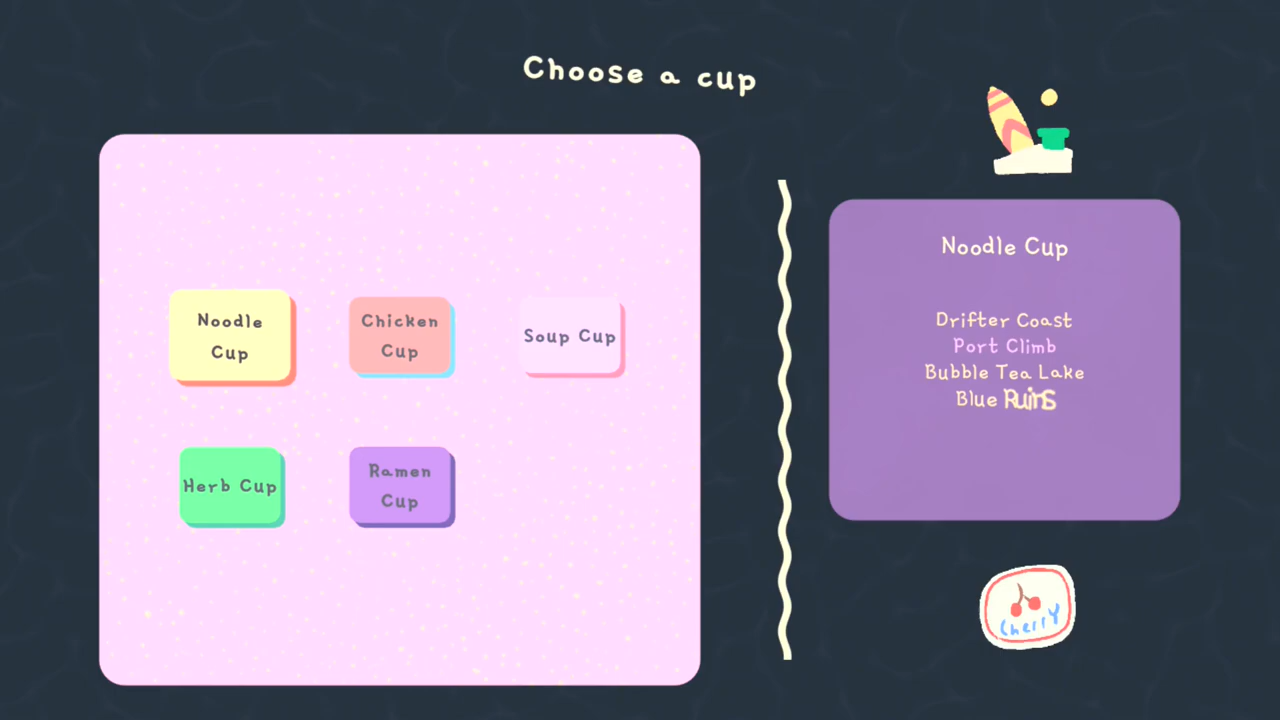 Choose a cup
Noodle
Cup
Chicken
Cup
Soup Cup
Herb Cup
Ramen
Cup
Noodle Cup
Drifter Coast
Port Climb
Bubble Tea Lake
Blue Ruins
Cherry